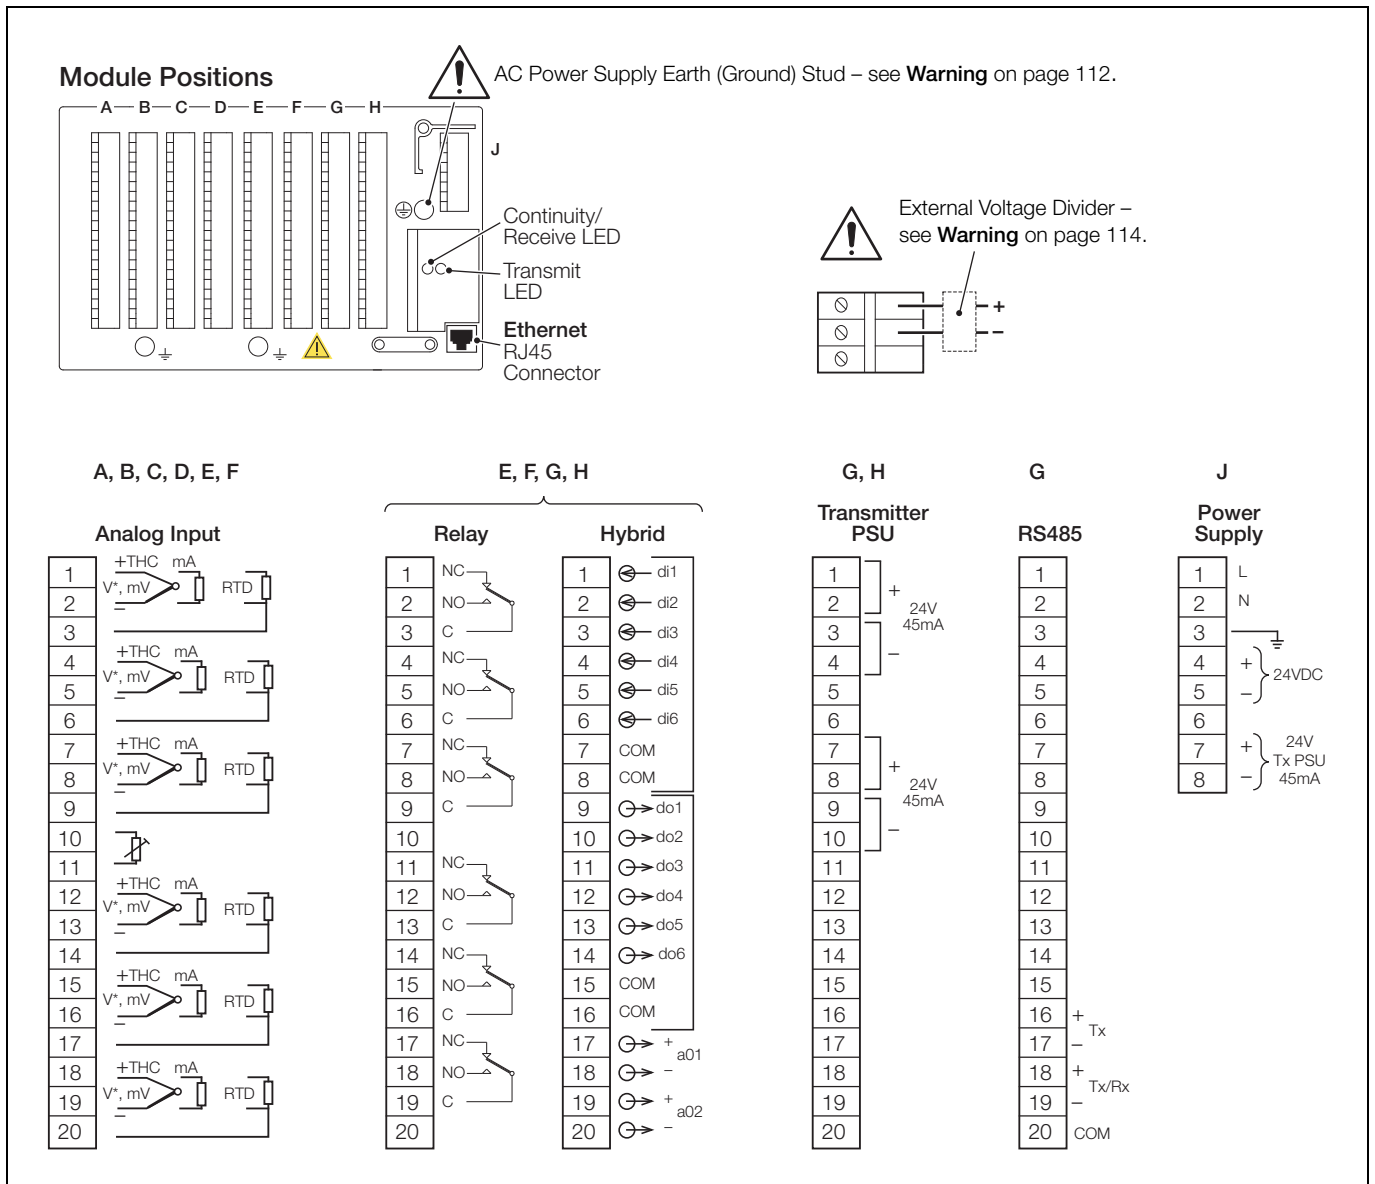 Module Positions
AC Power Supply Earth (Ground) Stud – see Warning on page 112.
A B C D E F G H
J
Continuity/
Receive LED
Transmit
LED
Ethernet
RJ45
Connector
External Voltage Divider –
see Warning on page 114.
+
–
A, B, C, D, E, F
Analog Input
1
2
3
4
5
6
7
8
9
10
11
12
13
14
15
16
17
18
19
20
+THC mA
V*, mV RTD
–
+THC mA
V*, mV RTD
–
+THC mA
V*, mV RTD
–
+THC mA
V*, mV RTD
–
+THC mA
V*, mV RTD
–
+THC mA
V*, mV RTD
–
E, F, G, H
Relay
1 NC
2 NO
3 C
4 NC
5 NO
6 C
7 NC
8 NO
9 C
10
11 NC
12 NO
13 C
14 NC
15 NO
16 C
17 NC
18 NO
19 C
20
Hybrid
1 di1
2 di2
3 di3
4 di4
5 di5
6 di6
7 COM
8 COM
9 do1
10 do2
11 do3
12 do4
13 do5
14 do6
15 COM
16 COM
17 +
a01
18 –
19 +
a02
20 –
G, H
Transmitter
PSU
1
2
3
4
5
6
7
8
9
10
11
12
13
14
15
16
17
18
19
20
+
24V
45mA
–
+
24V
45mA
–
G
RS485
1
2
3
4
5
6
7
8
9
10
11
12
13
14
15
16 +
Tx
17 –
18 +
Tx/Rx
19 –
20 COM
J
Power
Supply
1 L
2 N
3
4 +
24VDC
5 –
6
7 + 24V
Tx PSU
8 – 45mA